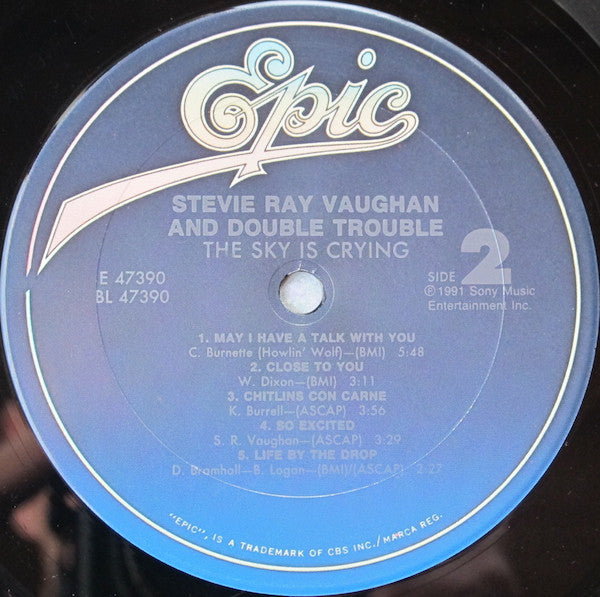 Epic
STEVIE RAY VAUGHAN
AND DOUBLE TROUBLE
THE SKY IS CRYING
E 47390
BL 47390
SIDE 2
℗1991 Sony Music
Entertainment Inc.
1. MAY I HAVE A TALK WITH YOU
C. Burnette (Howlin' Wolf)—(BMI) 5:48
2. CLOSE TO YOU
W. Dixon—(BMI) 3:11
3. CHITLINS CON CARNE
K. Burrell—(ASCAP) 3:56
4. SO EXCITED
S. R. Vaughan—(ASCAP) 3:29
5. LIFE BY THE DROP
D. Bramhall—B. Logan—(BMI)/(ASCAP) 2:27
"EPIC", IS A TRADEMARK OF CBS INC./MARCA REG.